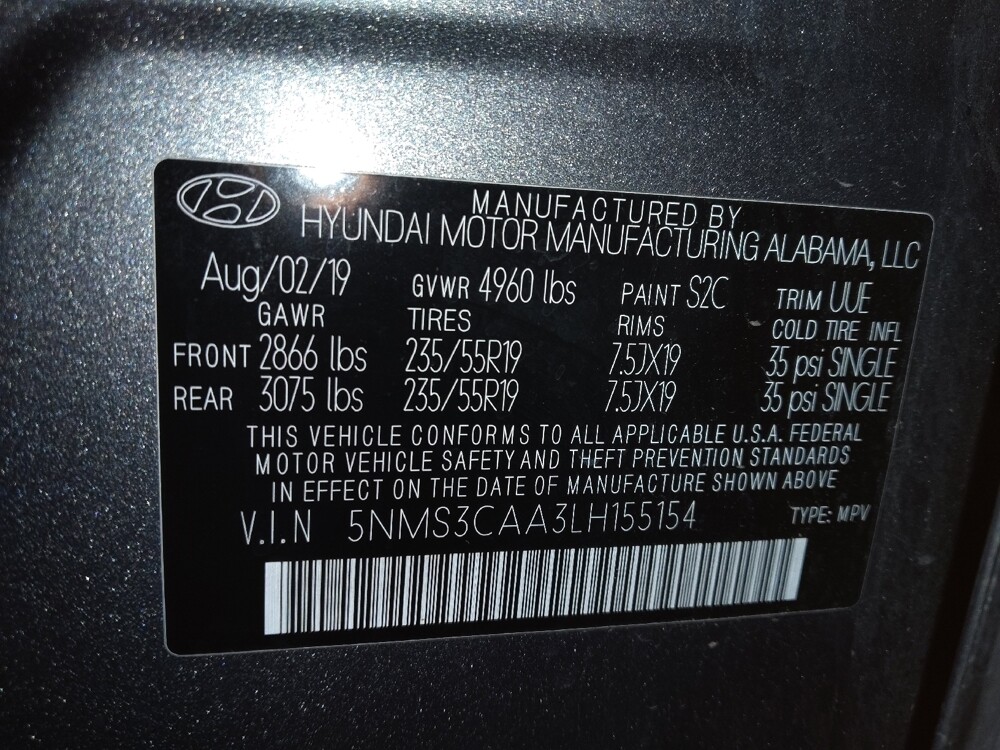 MANUFACTURED BY
HYUNDAI MOTOR MANUFACTURING ALABAMA, LLC
Aug/02/19 GVWR 4960 lbs PAINT S2C TRIM UUE
GAWR TIRES RIMS COLD TIRE INFL
FRONT 2866 lbs 235/55R19 7.5JX19 35 psi SINGLE
REAR 3075 lbs 235/55R19 7.5JX19 35 psi SINGLE
THIS VEHICLE CONFORMS TO ALL APPLICABLE U.S.A. FEDERAL
MOTOR VEHICLE SAFETY AND THEFT PREVENTION STANDARDS
IN EFFECT ON THE DATE OF MANUFACTURE SHOWN ABOVE
V.I.N 5NMS3CAA3LH155154 TYPE: MPV